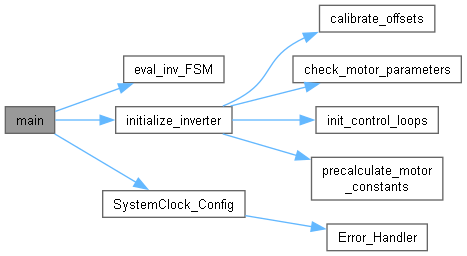 main
eval_inv_FSM
initialize_inverter
SystemClock_Config
calibrate_offsets
check_motor_parameters
init_control_loops
precalculate_motor
_constants
Error_Handler